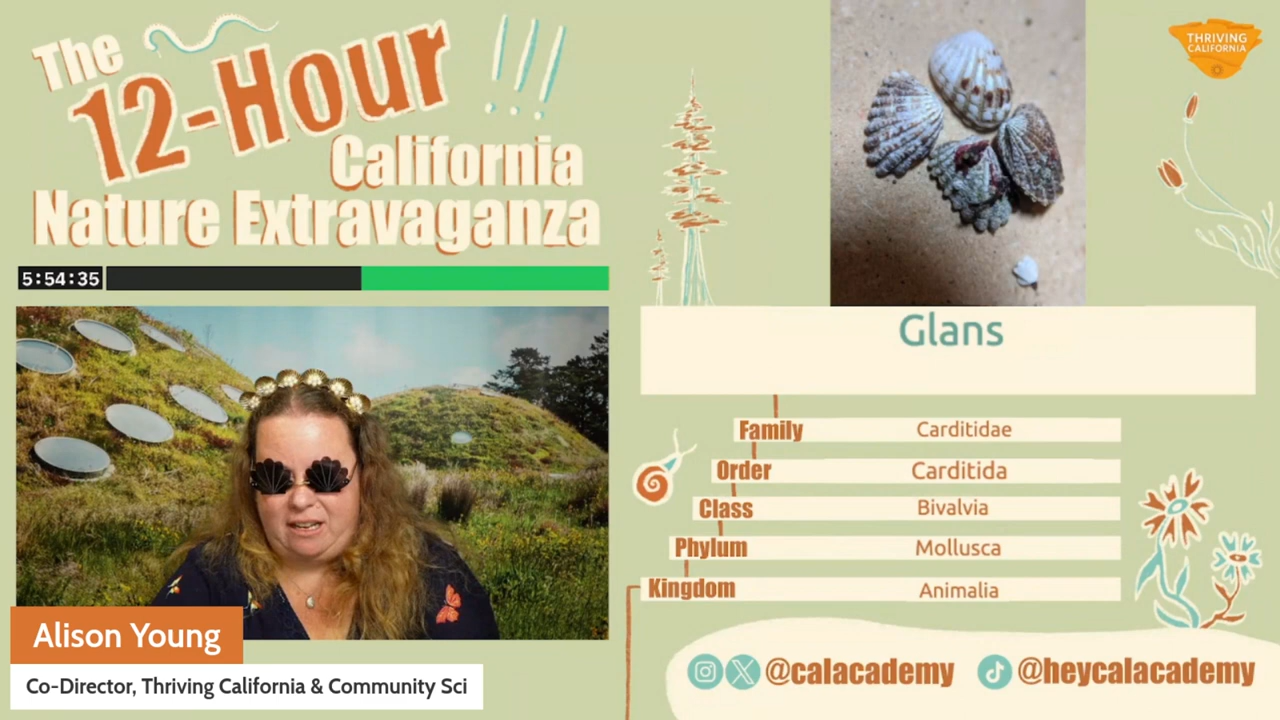 The
12-Hour !!!
California
Nature Extravaganza
5:54:35
Alison Young
Co-Director, Thriving California & Community Sci
THRIVING
CALIFORNIA
Glans
Family Carditidae
Order Carditida
Class Bivalvia
Phylum Mollusca
Kingdom Animalia
@calacademy @heycalacademy